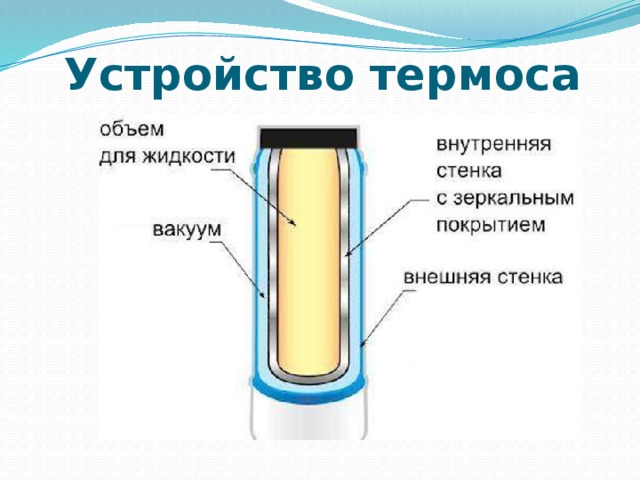 Устройство термоса
объем
для жидкости
вакуум
внутренняя
стенка
с зеркальным
покрытием
внешняя стенка